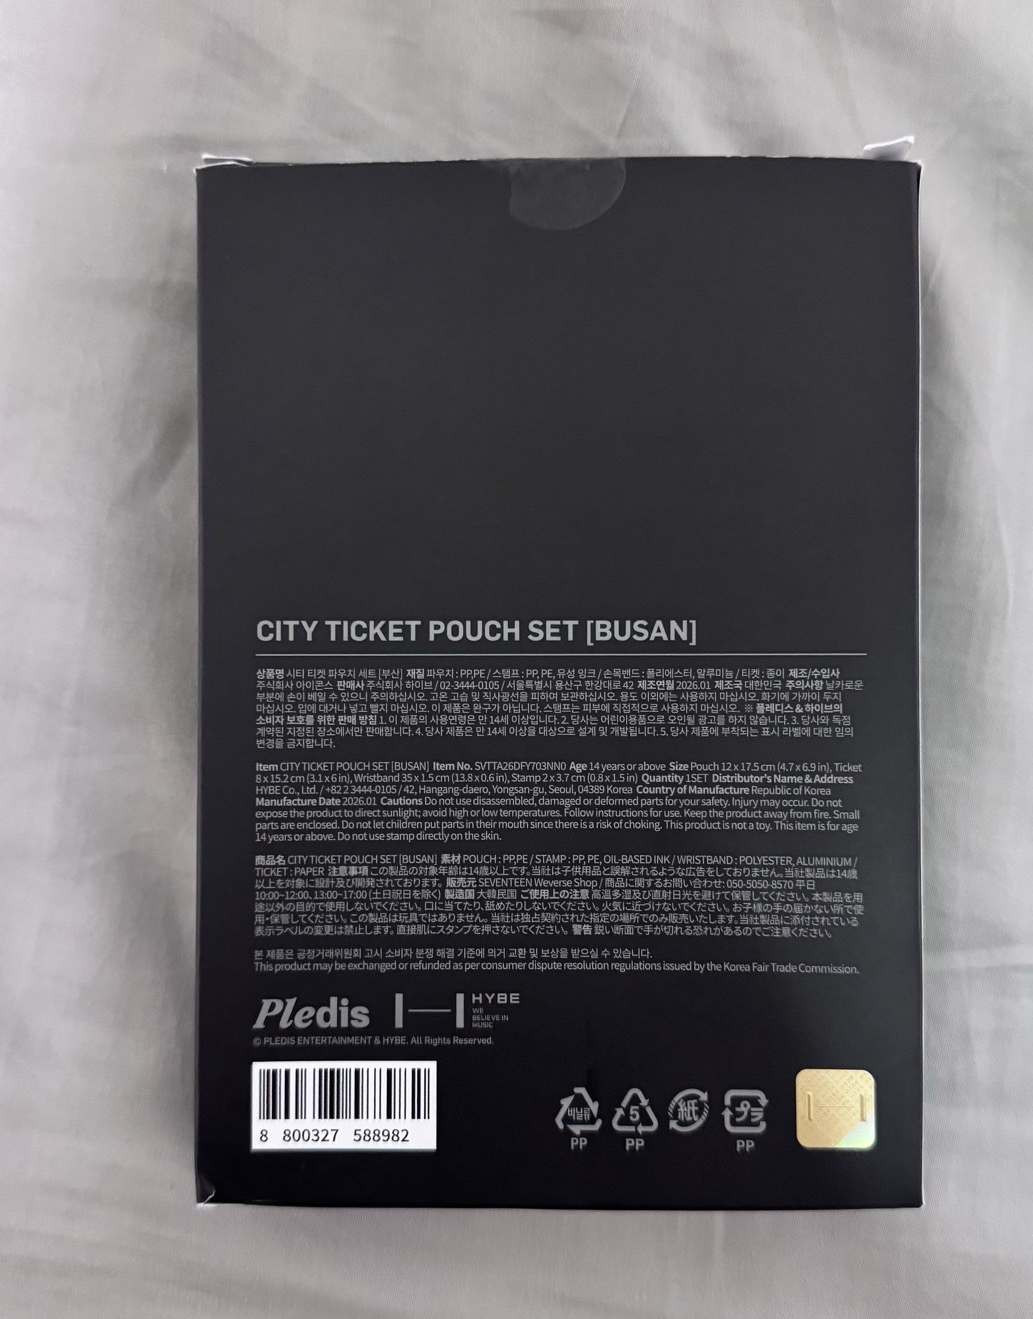 CITY TICKET POUCH SET [BUSAN]
상품명 시티 티켓 파우치 세트 [부산] 재질 파우치 : PP,PE / 스탬프 : PP, PE, 유성 잉크 / 손목밴드 : 폴리에스터, 알루미늄 / 티켓 : 종이 제조/수입사
주식회사 아이콘스 판매사 주식회사 하이브 / 02-3444-0105 / 서울특별시 용산구 한강대로 42 제조연월 2026.01 제조국 대한민국 주의사항 날카로운
부분에 손이 베일 수 있으니 주의하십시오. 고온 고습 및 직사광선을 피하여 보관하십시오. 용도 이외에는 사용하지 마십시오. 화기에 가까이 두지
마십시오. 입에 대거나 넣고 빨지 마십시오. 이 제품은 완구가 아닙니다. 스탬프는 피부에 직접적으로 사용하지 마십시오. ※ 플레디스 & 하이브의
소비자 보호를 위한 판매 방침 1. 이 제품의 사용연령은 만 14세 이상입니다. 2. 당사는 어린이용품으로 오인될 광고를 하지 않습니다. 3. 당사와 독점
계약된 지정된 장소에서만 판매합니다. 4. 당사 제품은 만 14세 이상을 대상으로 설계 및 개발됩니다. 5. 당사 제품에 부착되는 표시 라벨에 대한 임의
변경을 금지합니다.
Item CITY TICKET POUCH SET [BUSAN] Item No. SVTTA26DFY703NN0 Age 14 years or above Size Pouch 12 x 17.5 cm (4.7 x 6.9 in), Ticket
8 x 15.2 cm (3.1 x 6 in), Wristband 35 x 1.5 cm (13.8 x 0.6 in), Stamp 2 x 3.7 cm (0.8 x 1.5 in) Quantity 1SET Distributor's Name & Address
HYBE Co., Ltd. / +82 2 3444-0105 / 42, Hangang-daero, Yongsan-gu, Seoul, 04389 Korea Country of Manufacture Republic of Korea
Manufacture Date 2026.01 Cautions Do not use disassembled, damaged or deformed parts for your safety. Injury may occur. Do not
expose the product to direct sunlight; avoid high or low temperatures. Follow instructions for use. Keep the product away from fire. Small
parts are enclosed. Do not let children put parts in their mouth since there is a risk of choking. This product is not a toy. This item is for age
14 years or above. Do not use stamp directly on the skin.
商品名 CITY TICKET POUCH SET [BUSAN] 素材 POUCH : PP,PE / STAMP : PP, PE, OIL-BASED INK / WRISTBAND : POLYESTER, ALUMINIUM /
TICKET : PAPER 注意事項 この製品の対象年齢は14歳以上です。当社は子供用品と誤解されるような広告をしておりません。当社製品は14歳
以上を対象に設計及び開発されております。 販売元 SEVENTEEN Weverse Shop / 商品に関するお問い合わせ: 050-5050-8570 平日
10:00~12:00, 13:00~17:00 (土日祝日を除く) 製造国 大韓民国 ご使用上の注意 高温多湿及び直射日光を避けて保管してください。本製品を用
途以外の目的で使用しないでください。口に当てたり、舐めたりしないでください。火気に近づけないでください。お子様の手の届かない所で使
用・保管してください。この製品は玩具ではありません。当社は独占契約された指定の場所でのみ販売いたします。当社製品に添付されている
表示ラベルの変更は禁止します。直接肌にスタンプを押さないでください。 警告 鋭い断面で手が切れる恐れがあるのでご注意ください。
본 제품은 공정거래위원회 고시 소비자 분쟁 해결 기준에 의거 교환 및 보상을 받으실 수 있습니다.
This product may be exchanged or refunded as per consumer dispute resolution regulations issued by the Korea Fair Trade Commission.
Pledis HYBE
WE
BELIEVE IN
MUSIC
© PLEDIS ENTERTAINMENT & HYBE. All Rights Reserved.
비닐류 5 紙 プラ
PP PP PP
8 800327 588982